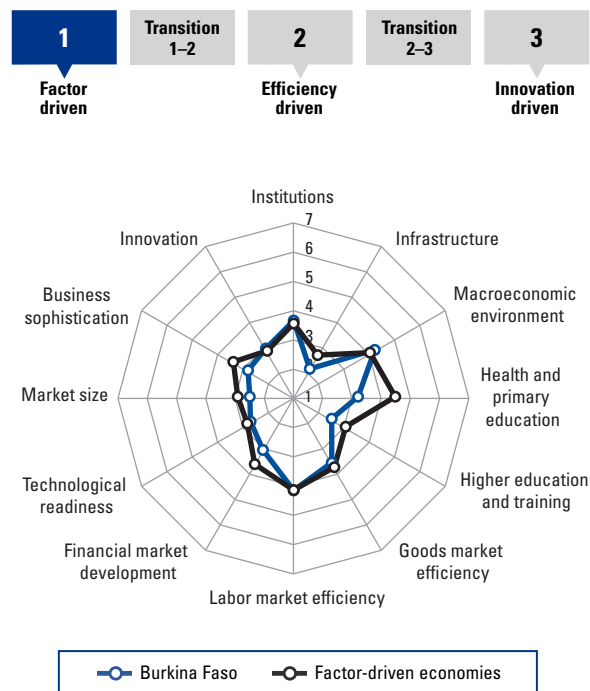 1
Transition
1–2
2
Transition
2–3
3
Factor
driven
Efficiency
driven
Innovation
driven
Institutions
7
Innovation
6
Infrastructure
5
Business
sophistication
4
Macroeconomic
environment
3
2
Market size
1
Health and
primary
education
Technological
readiness
Higher education
and training
Financial market
development
Goods market
efficiency
Labor market efficiency
Burkina Faso
Factor-driven economies